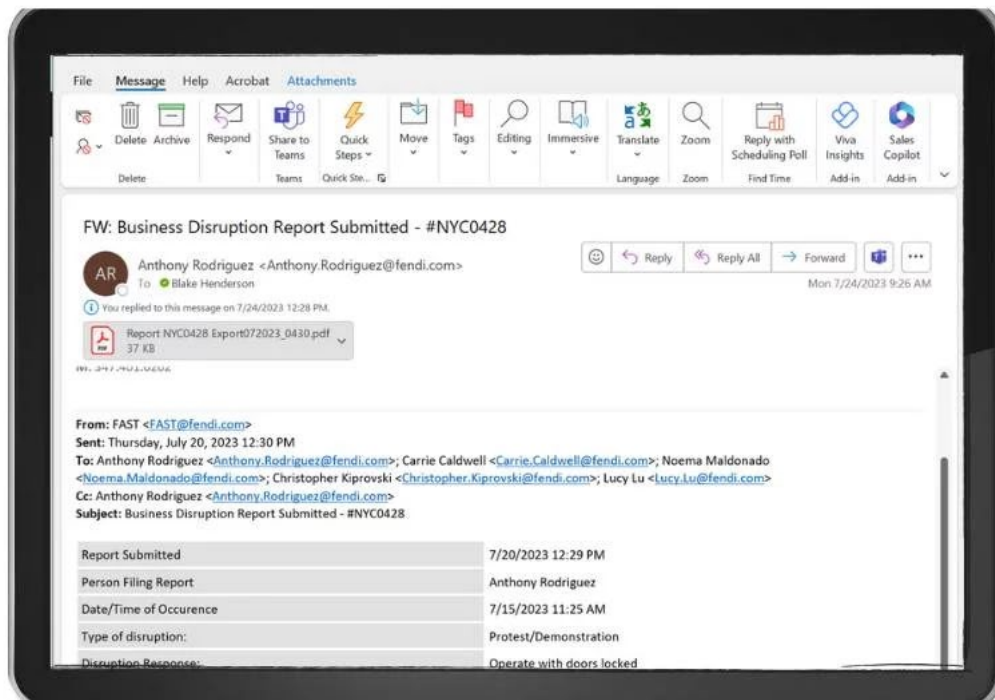 File Message Help Acrobat Attachments
Delete Archive Respond Share to Teams Quick Steps Move Tags Editing Immersive Translate Zoom Reply with Scheduling Poll Viva Insights Sales Copilot
Delete Teams Quick Ste... Language Zoom Find Time Add-in Add-in
FW: Business Disruption Report Submitted - #NYC0428
AR
Anthony Rodriguez <Anthony.Rodriguez@fendi.com>
Reply Reply All Forward
To Blake Henderson
Mon 7/24/2023 9:26 AM
You replied to this message on 7/24/2023 12:28 PM.
Report NYC0428 Export072023_0430.pdf
37 KB
From: FAST <FAST@fendi.com>
Sent: Thursday, July 20, 2023 12:30 PM
To: Anthony Rodriguez <Anthony.Rodriguez@fendi.com>; Carrie Caldwell <Carrie.Caldwell@fendi.com>; Noema Maldonado
<Noema.Maldonado@fendi.com>; Christopher Kiprovski <Christopher.Kiprovski@fendi.com>; Lucy Lu <Lucy.Lu@fendi.com>
Cc: Anthony Rodriguez <Anthony.Rodriguez@fendi.com>
Subject: Business Disruption Report Submitted - #NYC0428
Report Submitted 7/20/2023 12:29 PM
Person Filing Report Anthony Rodriguez
Date/Time of Occurence 7/15/2023 11:25 AM
Type of disruption: Protest/Demonstration
Disruption Response: Operate with doors locked